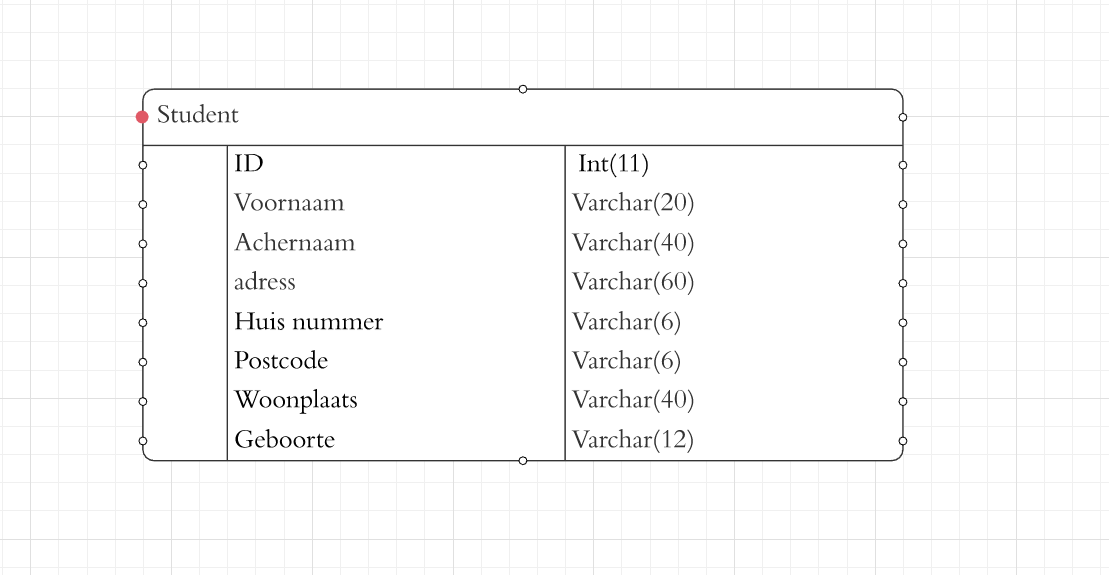 Student
ID Int(11)
Voornaam Varchar(20)
Achernaam Varchar(40)
adress Varchar(60)
Huis nummer Varchar(6)
Postcode Varchar(6)
Woonplaats Varchar(40)
Geboorte Varchar(12)